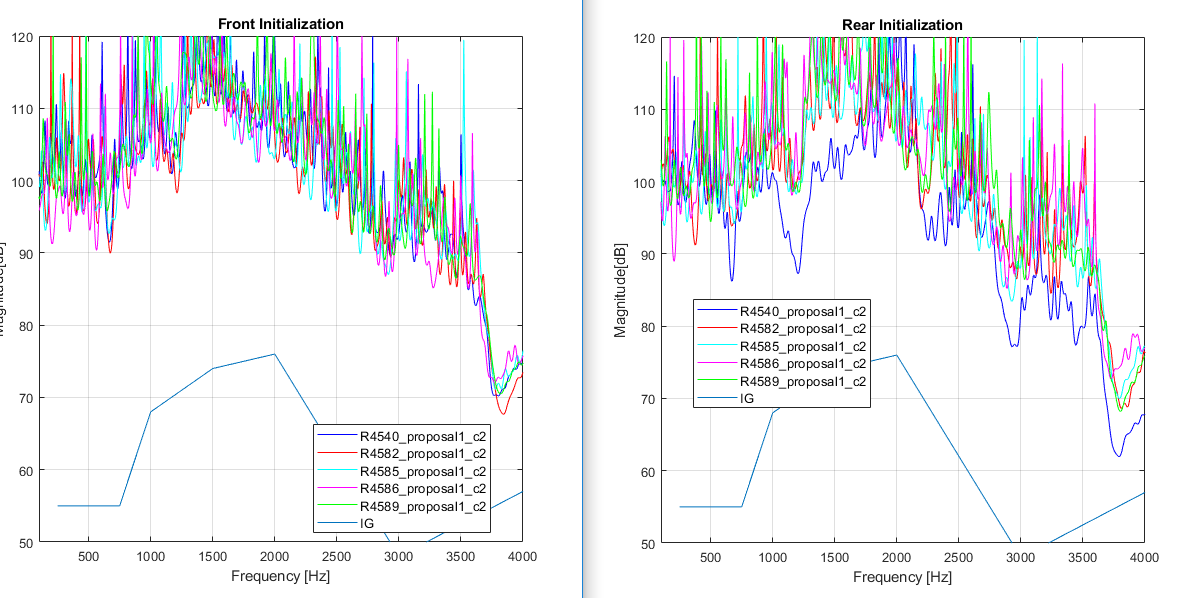 Front Initialization
120
110
100
90
80
70
60
50
Magnitude[dB]
R4540_proposal1_c2
R4582_proposal1_c2
R4585_proposal1_c2
R4586_proposal1_c2
R4589_proposal1_c2
IG
500 1000 1500 2000 2500 3000 3500 4000
Frequency [Hz]
Rear Initialization
120
110
100
90
80
70
60
50
Magnitude[dB]
R4540_proposal1_c2
R4582_proposal1_c2
R4585_proposal1_c2
R4586_proposal1_c2
R4589_proposal1_c2
IG
500 1000 1500 2000 2500 3000 3500 4000
Frequency [Hz]